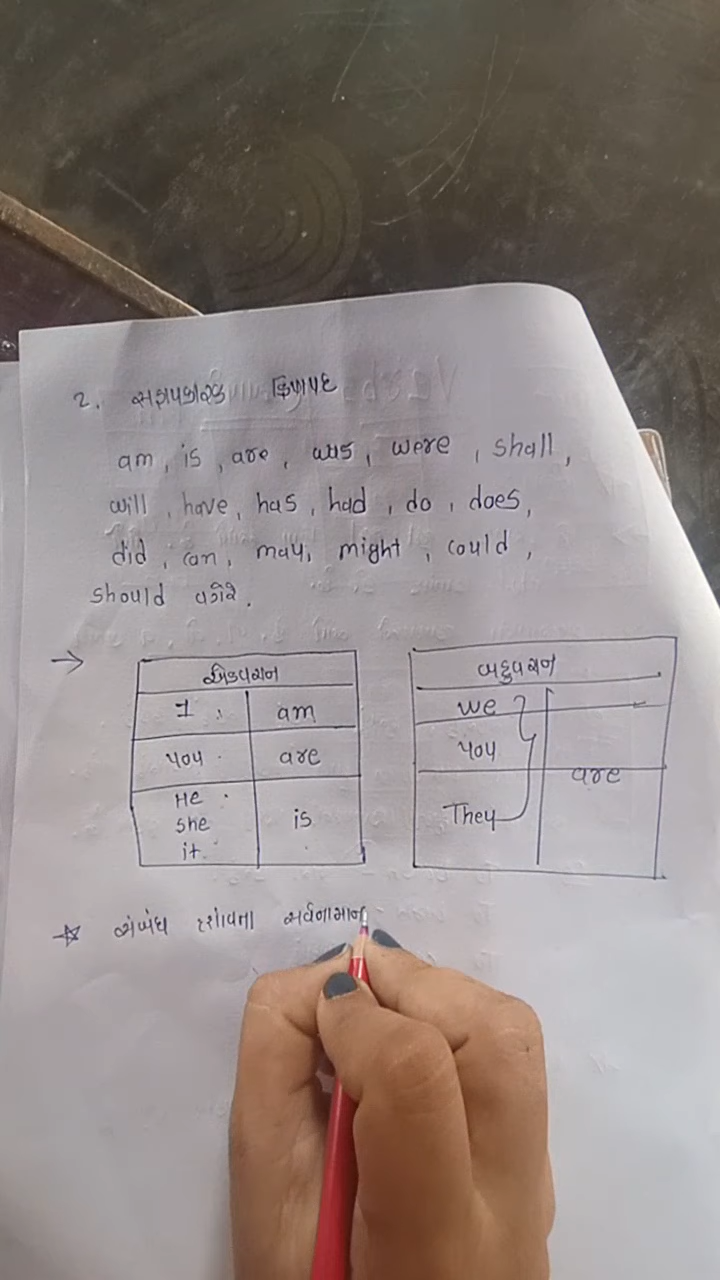 2. સહાયકારક ક્રિયાપદ
am, is, are, was, were, shall,
will, have, has, had, do, does,
did, can, may, might, could,
should વગેરે.
→ એકવચન
I am
you are
He
she is
it
બહુવચન
we
you are
They
☆ સંબંધ દર્શાવતા સર્વનામાન